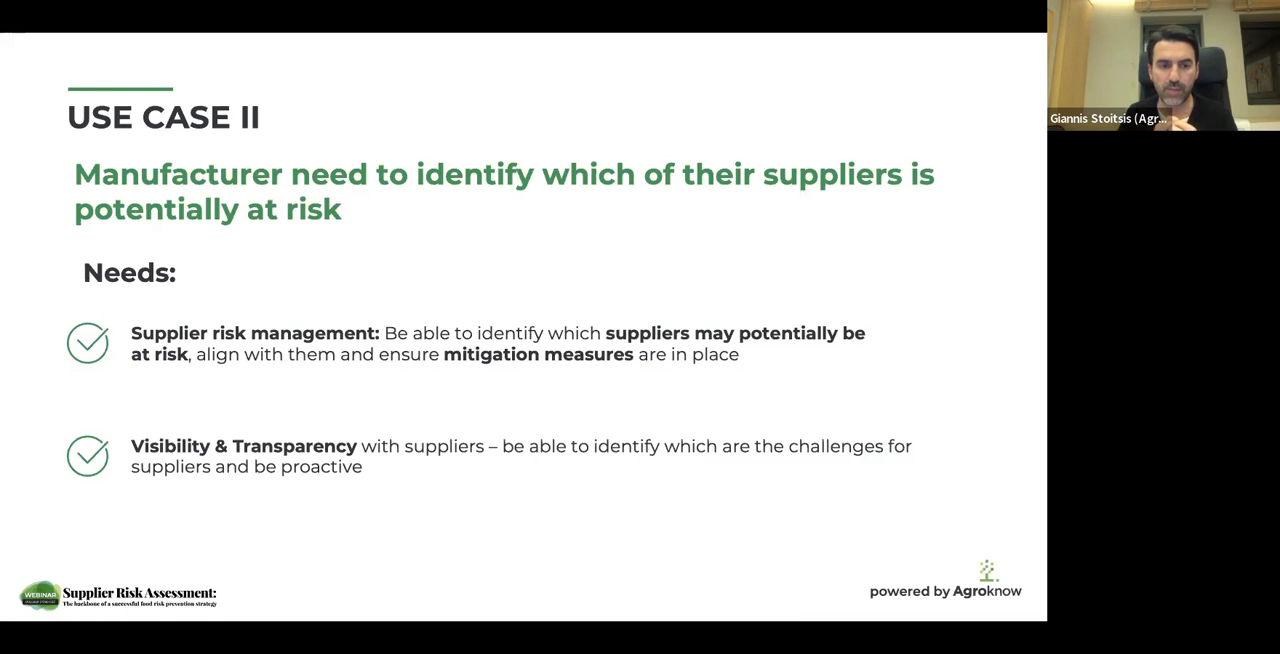 USE CASE II
Manufacturer need to identify which of their suppliers is
potentially at risk
Needs:
Supplier risk management: Be able to identify which suppliers may potentially be
at risk, align with them and ensure mitigation measures are in place
Visibility & Transparency with suppliers – be able to identify which are the challenges for
suppliers and be proactive
WEBINAR
Supplier Risk Assessment:
The backbone of a successful food risk prevention strategy
powered by Agroknow
Giannis Stoitsis (Agr...